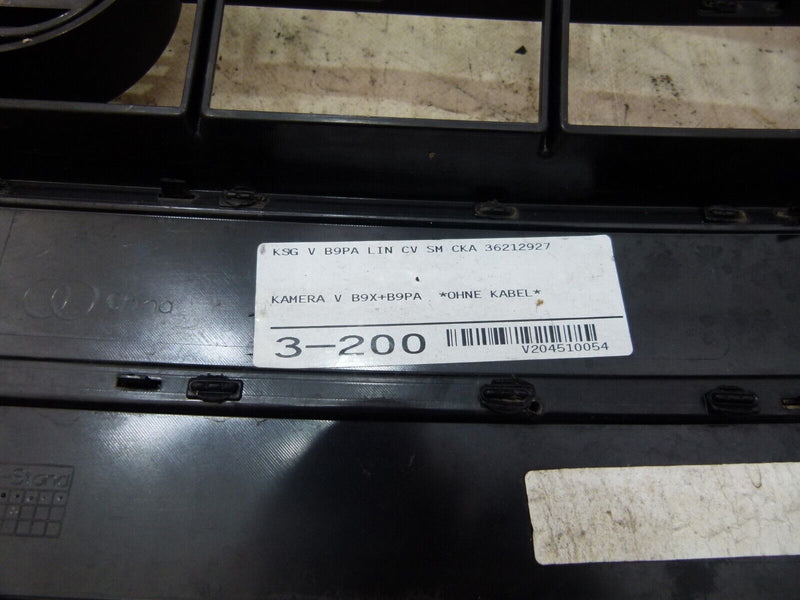 KSG V B9PA LIN CV SM CKA 36212927
KAMERA V B9X+B9PA *OHNE KABEL*
3-200
V204510054